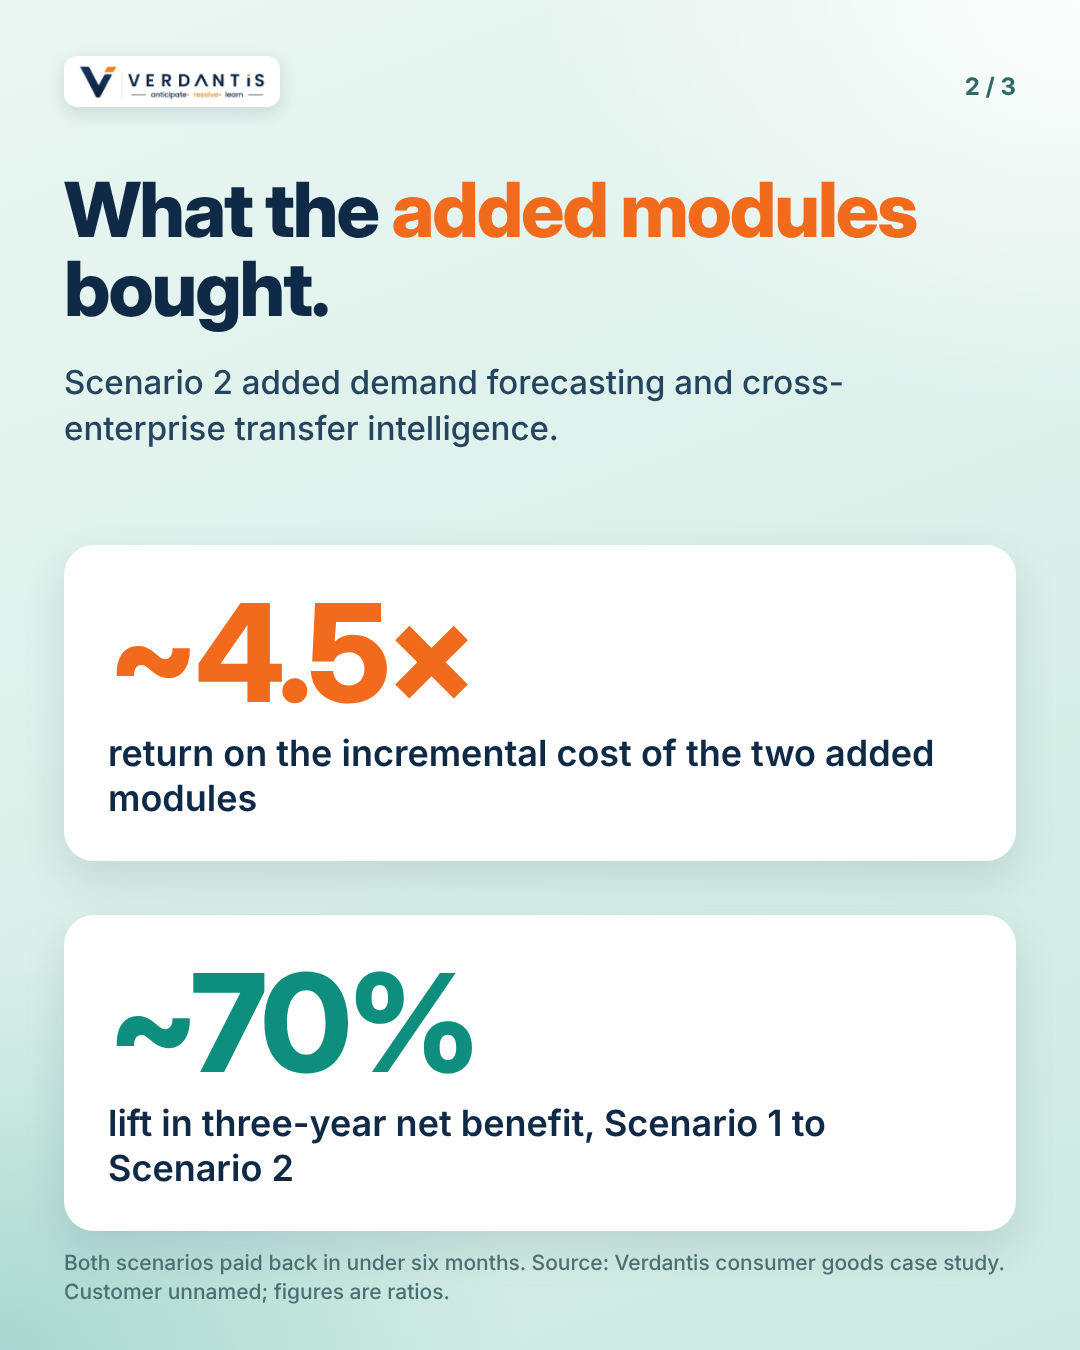 VERDANTIS
anticipate• resolve• learn
2 / 3
What the added modules
bought.
Scenario 2 added demand forecasting and cross-
enterprise transfer intelligence.
~4.5×
return on the incremental cost of the two added
modules
~70%
lift in three-year net benefit, Scenario 1 to
Scenario 2
Both scenarios paid back in under six months. Source: Verdantis consumer goods case study.
Customer unnamed; figures are ratios.